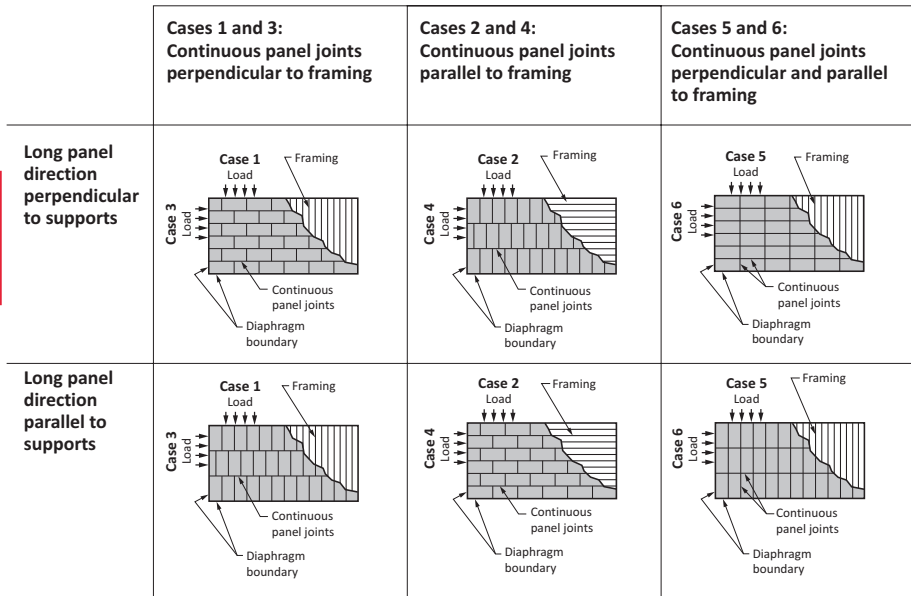 Cases 1 and 3:
Continuous panel joints
perpendicular to framing
Cases 2 and 4:
Continuous panel joints
parallel to framing
Cases 5 and 6:
Continuous panel joints
perpendicular and parallel
to framing
Long panel
direction
perpendicular
to supports
Case 1
Load
Framing
Case 3
Load
Continuous
panel joints
Diaphragm
boundary
Case 2
Load
Framing
Case 4
Load
Continuous
panel joints
Diaphragm
boundary
Case 5
Load
Framing
Case 6
Load
Continuous
panel joints
Diaphragm
boundary
Long panel
direction
parallel to
supports
Case 1
Load
Framing
Case 3
Load
Continuous
panel joints
Diaphragm
boundary
Case 2
Load
Framing
Case 4
Load
Continuous
panel joints
Diaphragm
boundary
Case 5
Load
Framing
Case 6
Load
Continuous
panel joints
Diaphragm
boundary